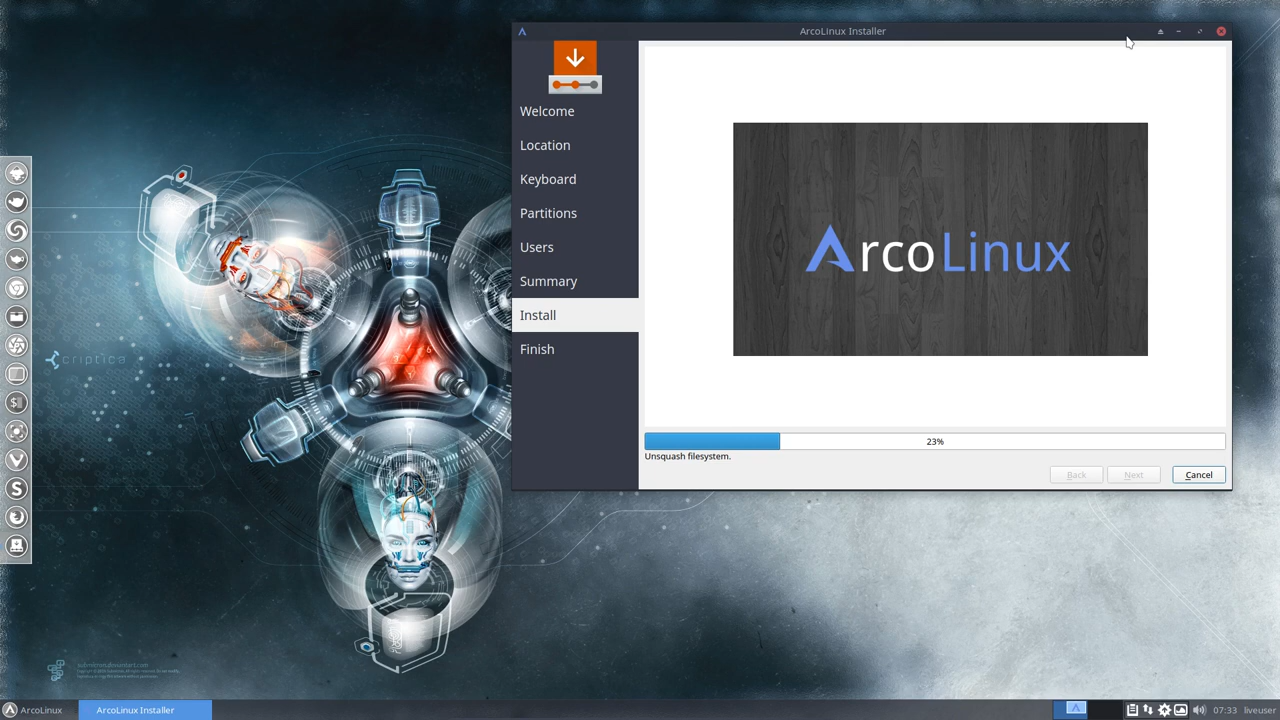 ArcoLinux Installer
Welcome
Location
Keyboard
Partitions
Users
Summary
Install
Finish
ArcoLinux
23%
Unsquash filesystem.
Back
Next
Cancel
criptica
ArcoLinux
ArcoLinux Installer
07:33
liveuser